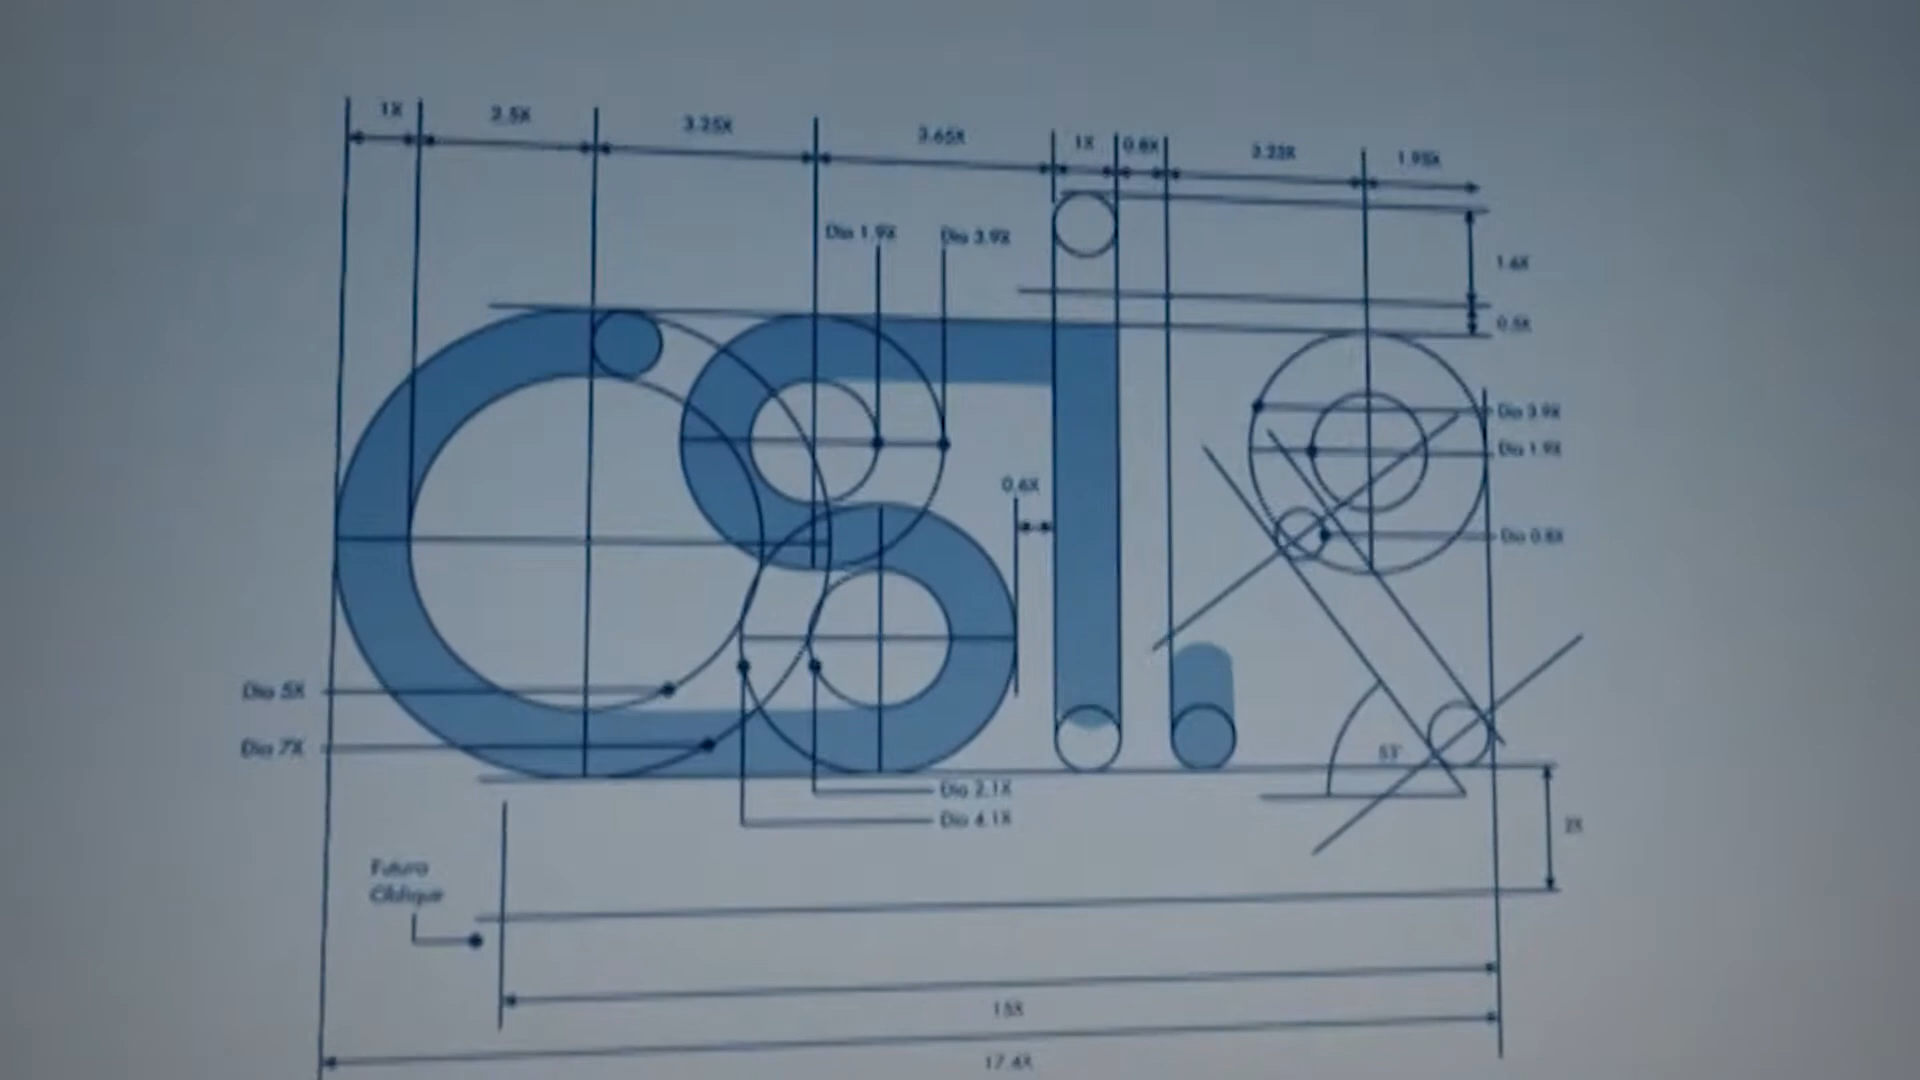 1X
2.5X
3.25X
3.65X
1X
0.8X
3.23X
1.95X
Dia 1.9X
Dia 3.9X
1.6X
0.5X
Dia 3.9X
Dia 1.9X
0.6X
Dia 0.8X
Dia 5X
Dia 7X
53°
Dia 2.1X
Dia 4.1X
2X
Futura
Oblique
15X
17.4X